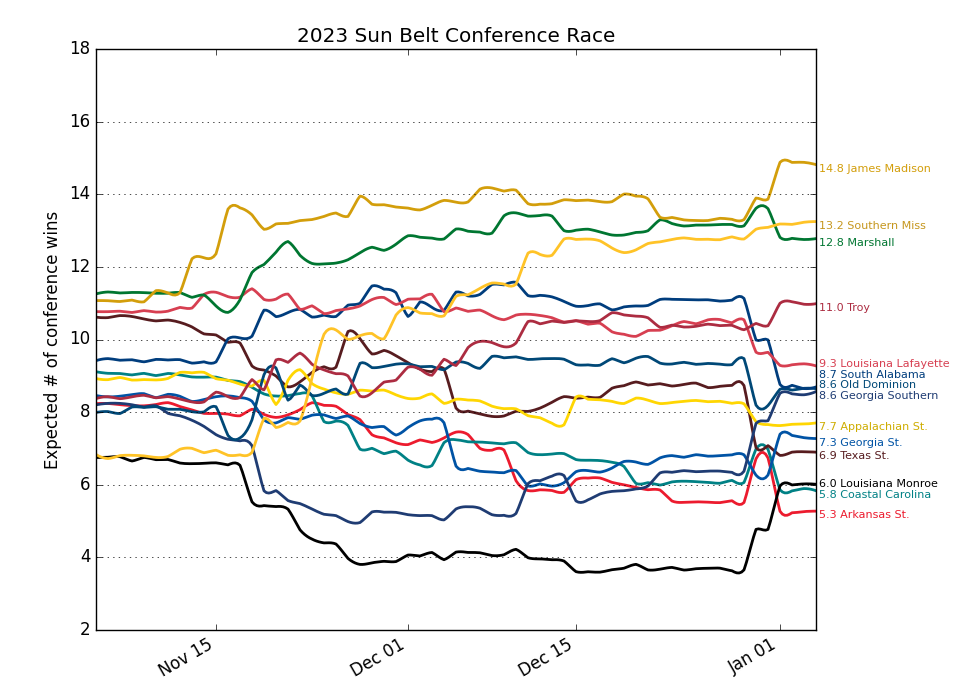 2023 Sun Belt Conference Race
Expected # of conference wins
18
16
14
12
10
8
6
4
2
Nov 15
Dec 01
Dec 15
Jan 01
14.8 James Madison
13.2 Southern Miss
12.8 Marshall
11.0 Troy
9.3 Louisiana Lafayette
8.7 South Alabama
8.6 Old Dominion
8.6 Georgia Southern
7.7 Appalachian St.
7.3 Georgia St.
6.9 Texas St.
6.0 Louisiana Monroe
5.8 Coastal Carolina
5.3 Arkansas St.